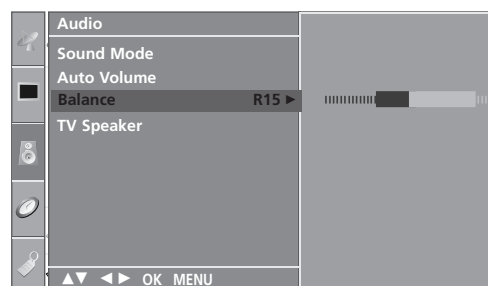 Audio
Sound Mode
Auto Volume
Balance R15 ►
TV Speaker
▲▼ ◄► OK MENU